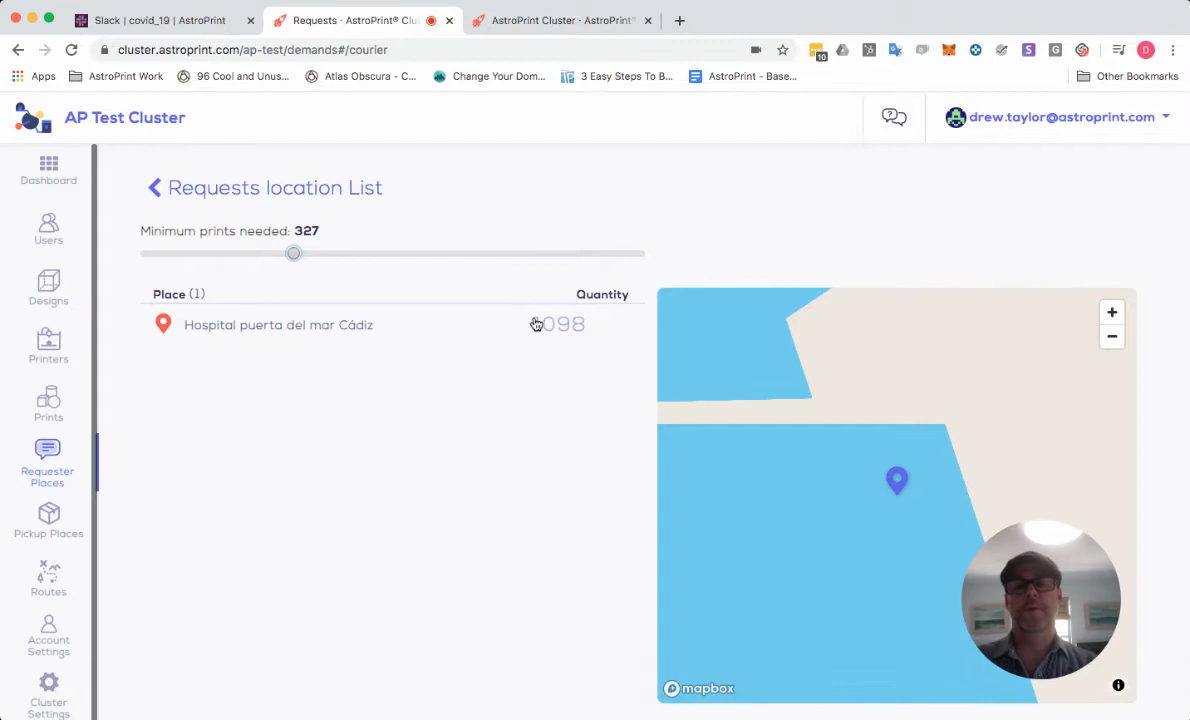 Slack | covid_19 | AstroPrint
Requests · AstroPrint® Clu
AstroPrint Cluster · AstroPrint®
cluster.astroprint.com/ap-test/demands#/courier
10
S
G
D
Apps
AstroPrint Work
96 Cool and Unus...
Atlas Obscura - C...
Change Your Dom...
3 Easy Steps To B...
AstroPrint - Base...
Other Bookmarks
AP Test Cluster
drew.taylor@astroprint.com
Dashboard
Users
Designs
Printers
Prints
Requester
Places
Pickup Places
Routes
Account
Settings
Cluster
Settings
Requests location List
Minimum prints needed: 327
Place (1)
Quantity
Hospital puerta del mar Cádiz
098
mapbox